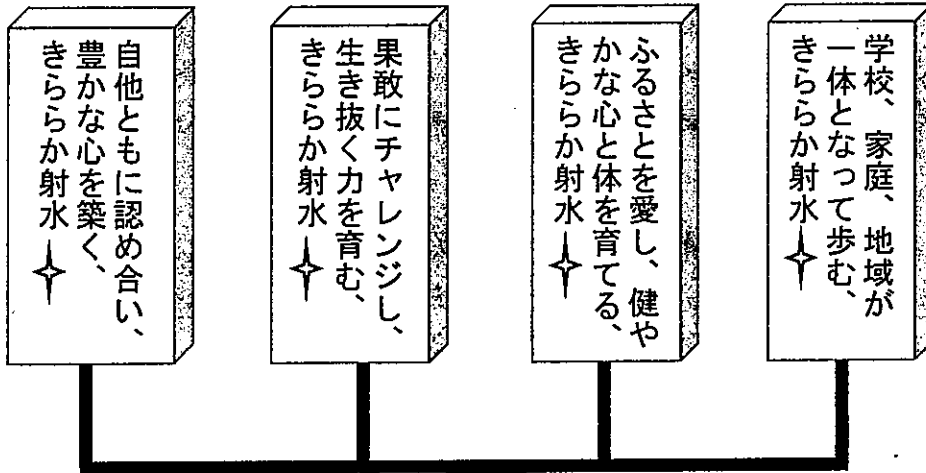 学校、家庭、地域が
一体となって歩む、
きららか射水
ふるさとを愛し、健や
かな心と体を育てる、
きららか射水
果敢にチャレンジし、
生き抜く力を育む、
きららか射水
自他ともに認め合い、
豊かな心を築く、
きららか射水